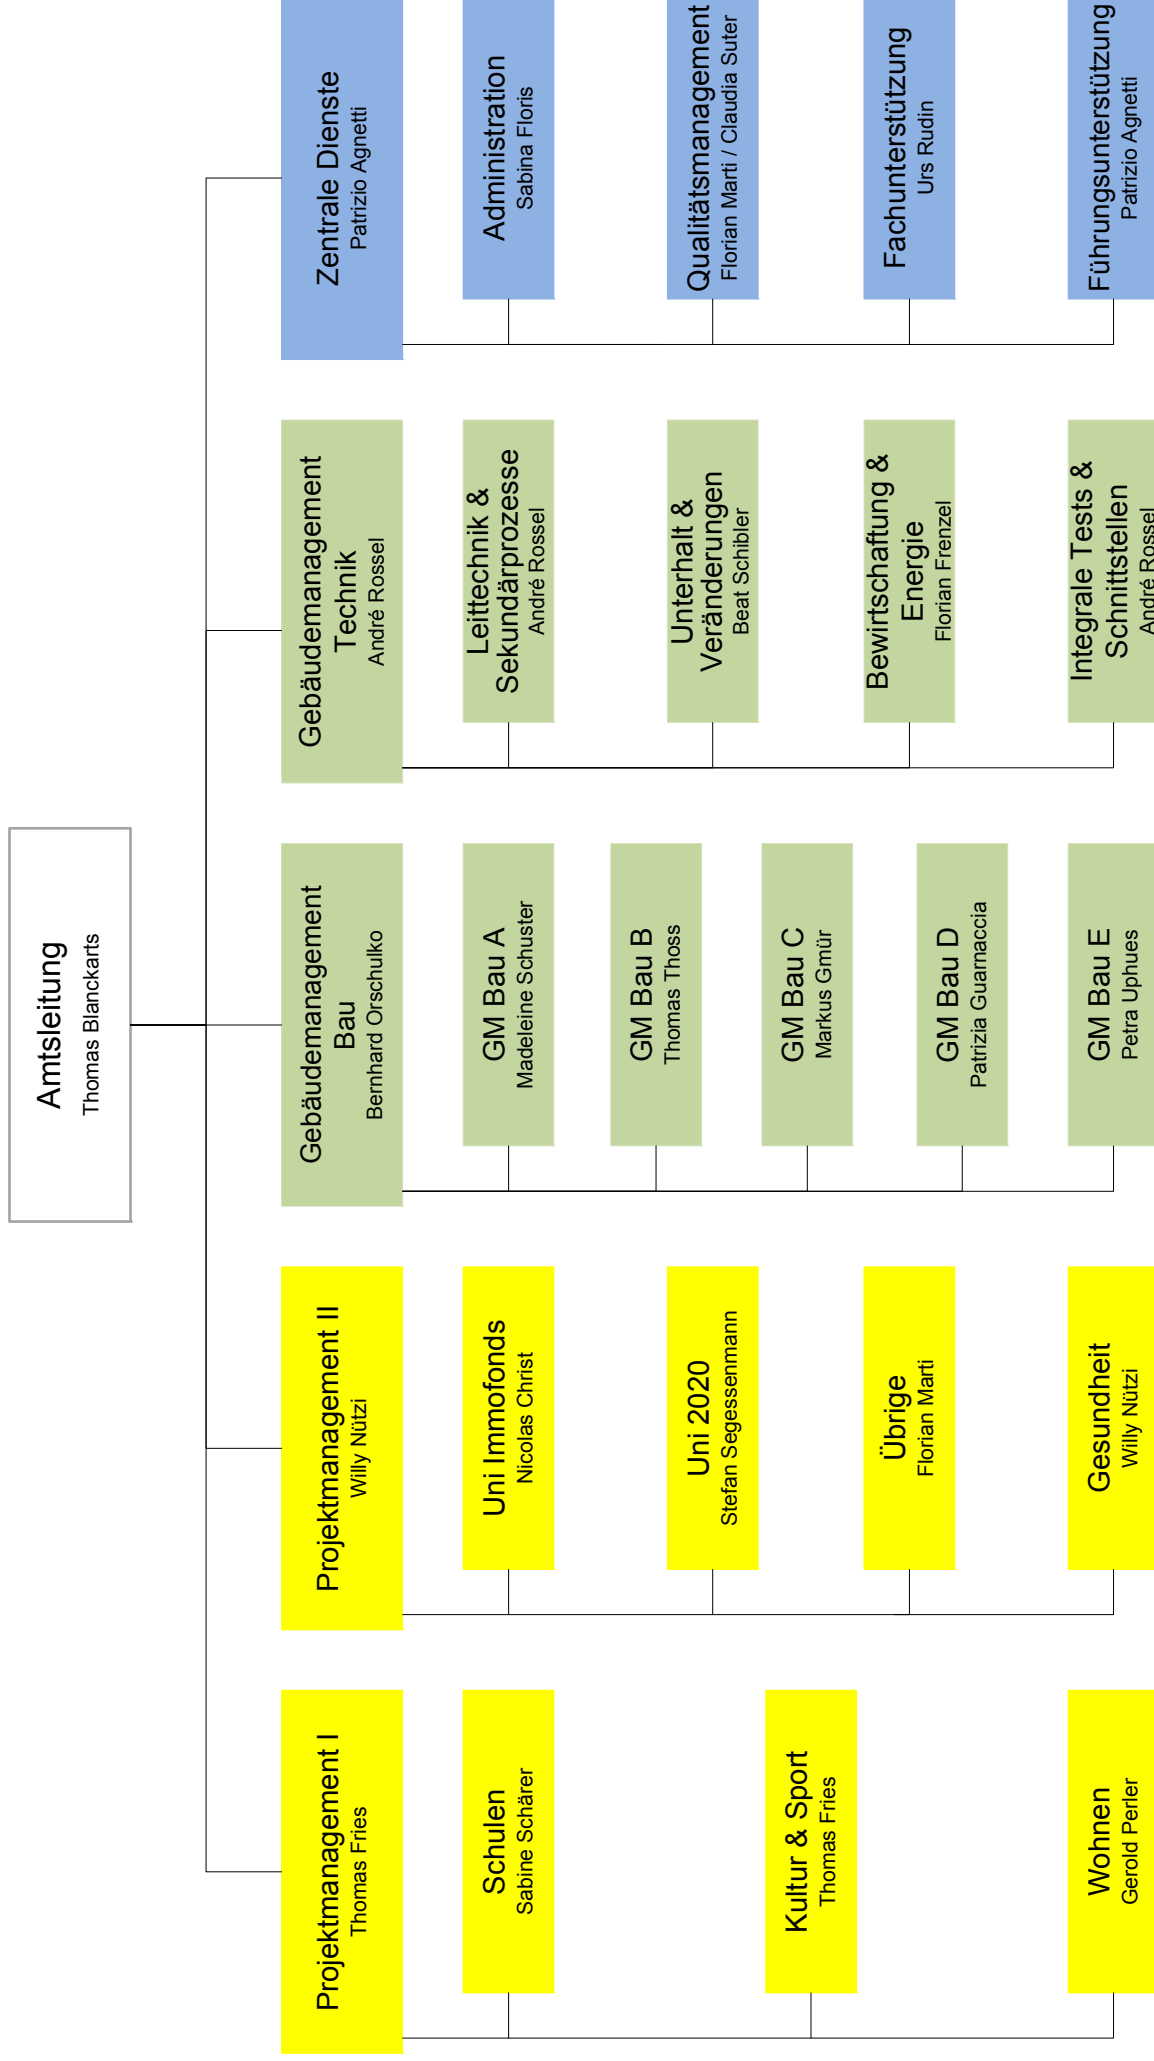 Amtsleitung
Thomas Blanckarts
Projektmanagement I
Thomas Fries
Schulen
Sabine Schärer
Kultur & Sport
Thomas Fries
Wohnen
Gerold Perler
Projektmanagement II
Willy Nützi
Uni Immofonds
Nicolas Christ
Uni 2020
Stefan Segessenmann
Übrige
Florian Marti
Gesundheit
Willy Nützi
Gebäudemanagement
Bau
Bernhard Orschulko
GM Bau A
Madeleine Schuster
GM Bau B
Thomas Thoss
GM Bau C
Markus Gmür
GM Bau D
Patrizia Guarnaccia
GM Bau E
Petra Uphues
Gebäudemanagement
Technik
André Rossel
Leittechnik &
Sekundärprozesse
André Rossel
Unterhalt &
Veränderungen
Beat Schibler
Bewirtschaftung &
Energie
Florian Frenzel
Integrale Tests &
Schnittstellen
André Rossel
Zentrale Dienste
Patrizio Agnetti
Administration
Sabina Floris
Qualitätsmanagement
Florian Marti / Claudia Suter
Fachunterstützung
Urs Rudin
Führungsunterstützung
Patrizio Agnetti